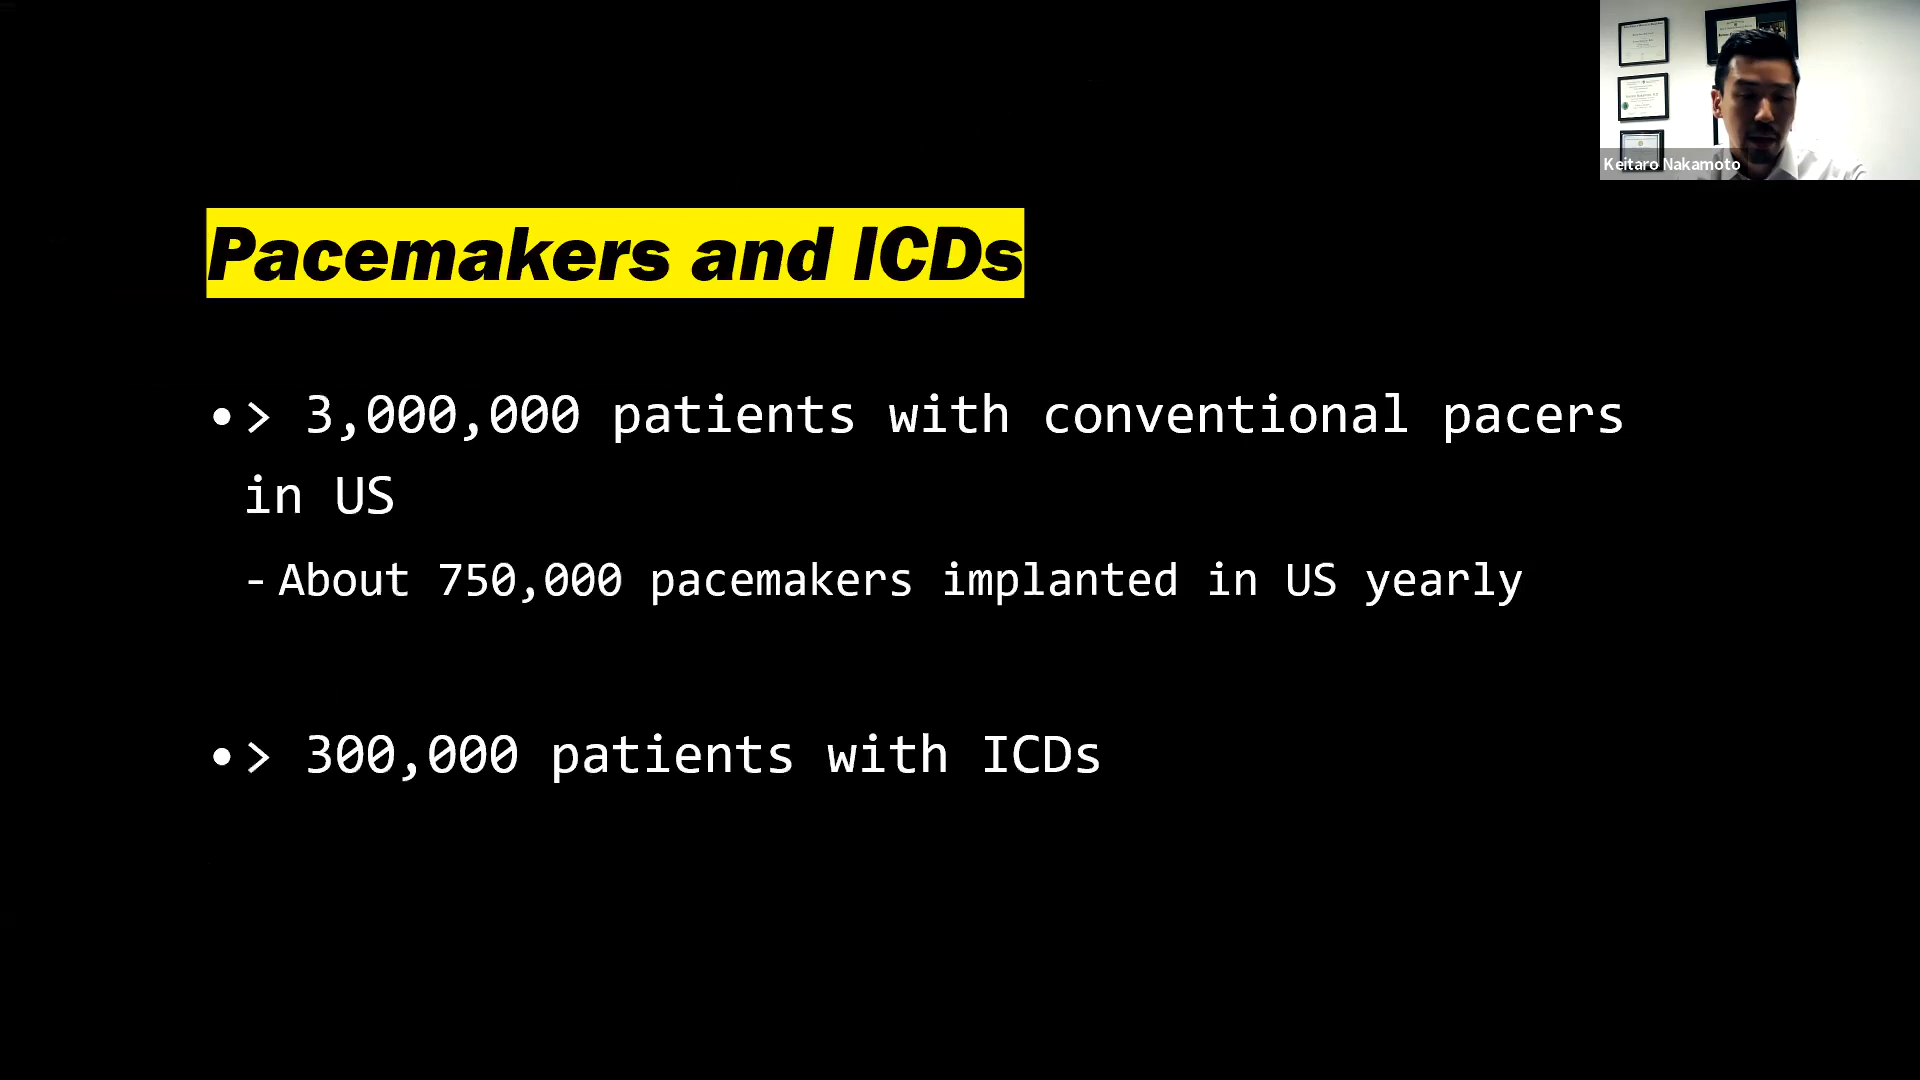 Pacemakers and ICDs
• > 3,000,000 patients with conventional pacers
in US
- About 750,000 pacemakers implanted in US yearly
• > 300,000 patients with ICDs
Keitaro Nakamoto